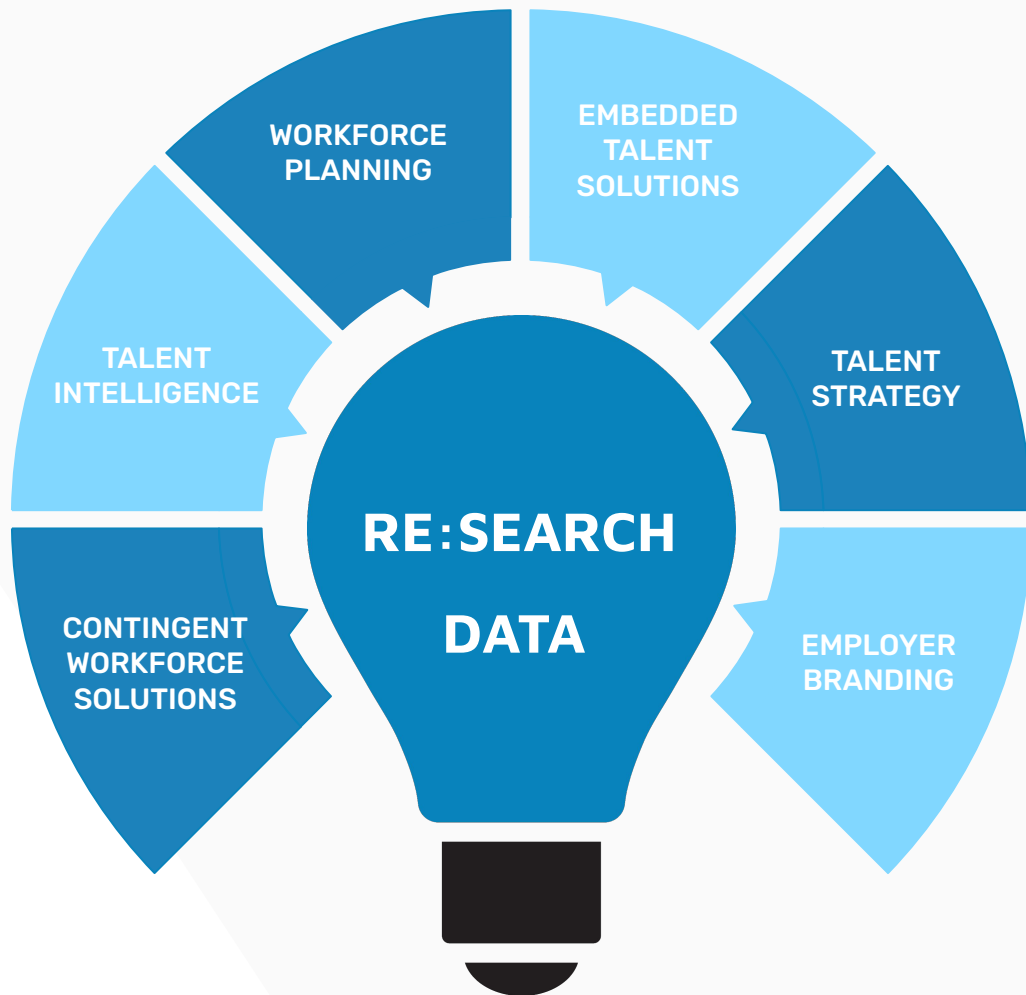 WORKFORCE
PLANNING
EMBEDDED
TALENT
SOLUTIONS
TALENT
INTELLIGENCE
TALENT
STRATEGY
RE:SEARCH
DATA
CONTINGENT
WORKFORCE
SOLUTIONS
EMPLOYER
BRANDING